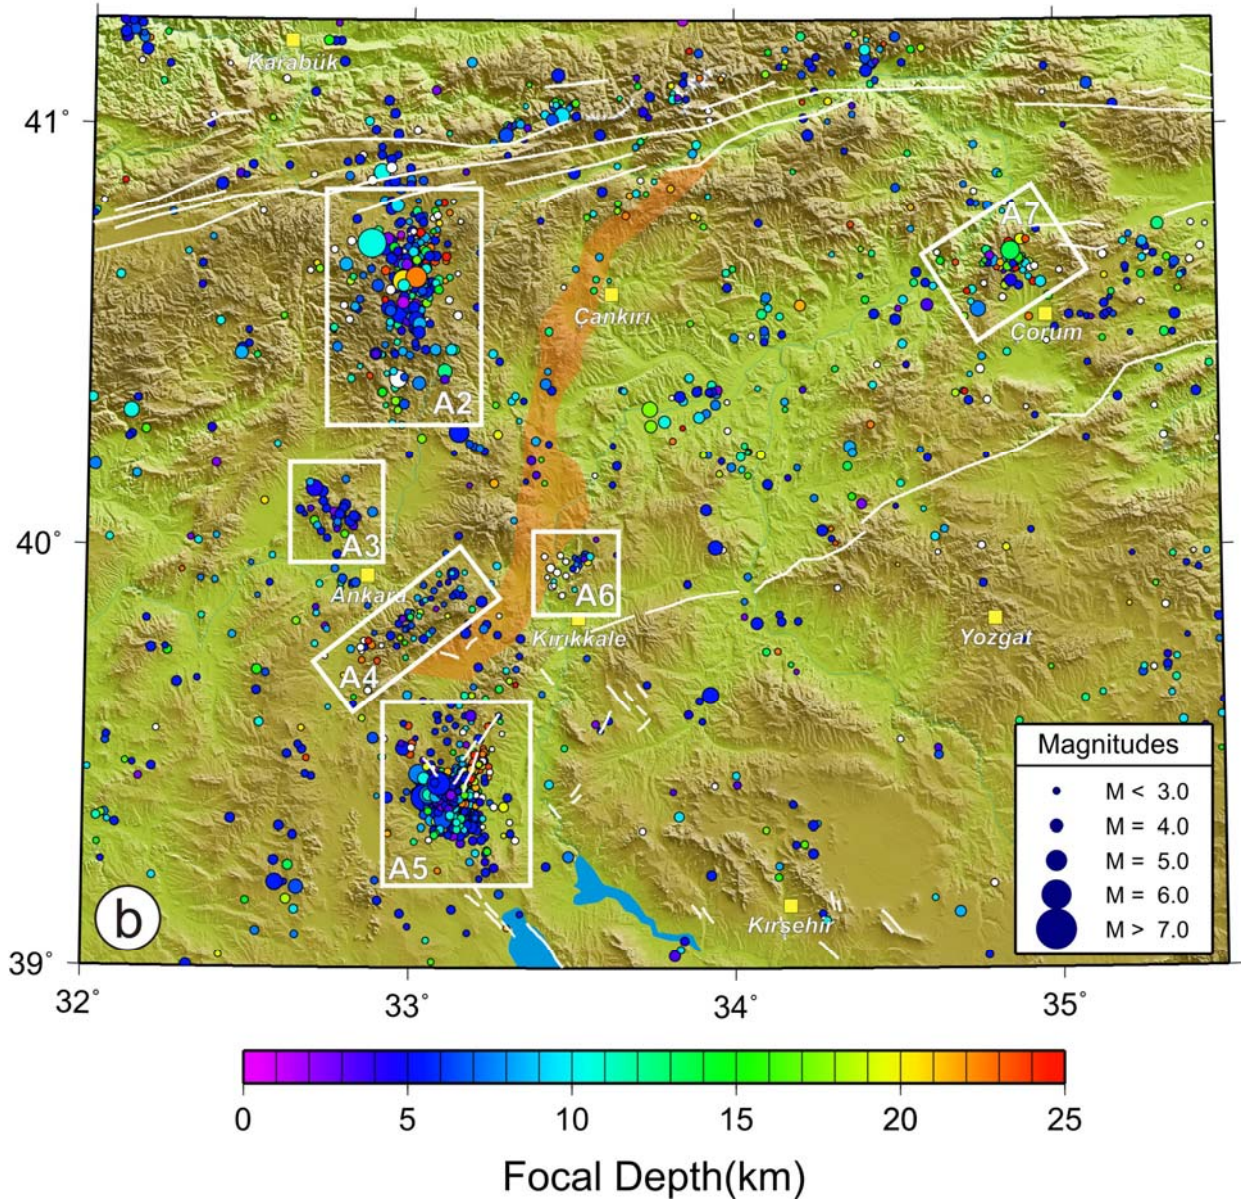 Karabük
41°
A7
Çankırı
Çorum
A2
40°
A3
Ankara
A6
Kırıkkale
Yozgat
A4
A5
Magnitudes
M < 3.0
M = 4.0
M = 5.0
M = 6.0
M > 7.0
Kırşehir
b
39°
32°
33°
34°
35°
0
5
10
15
20
25
Focal Depth(km)